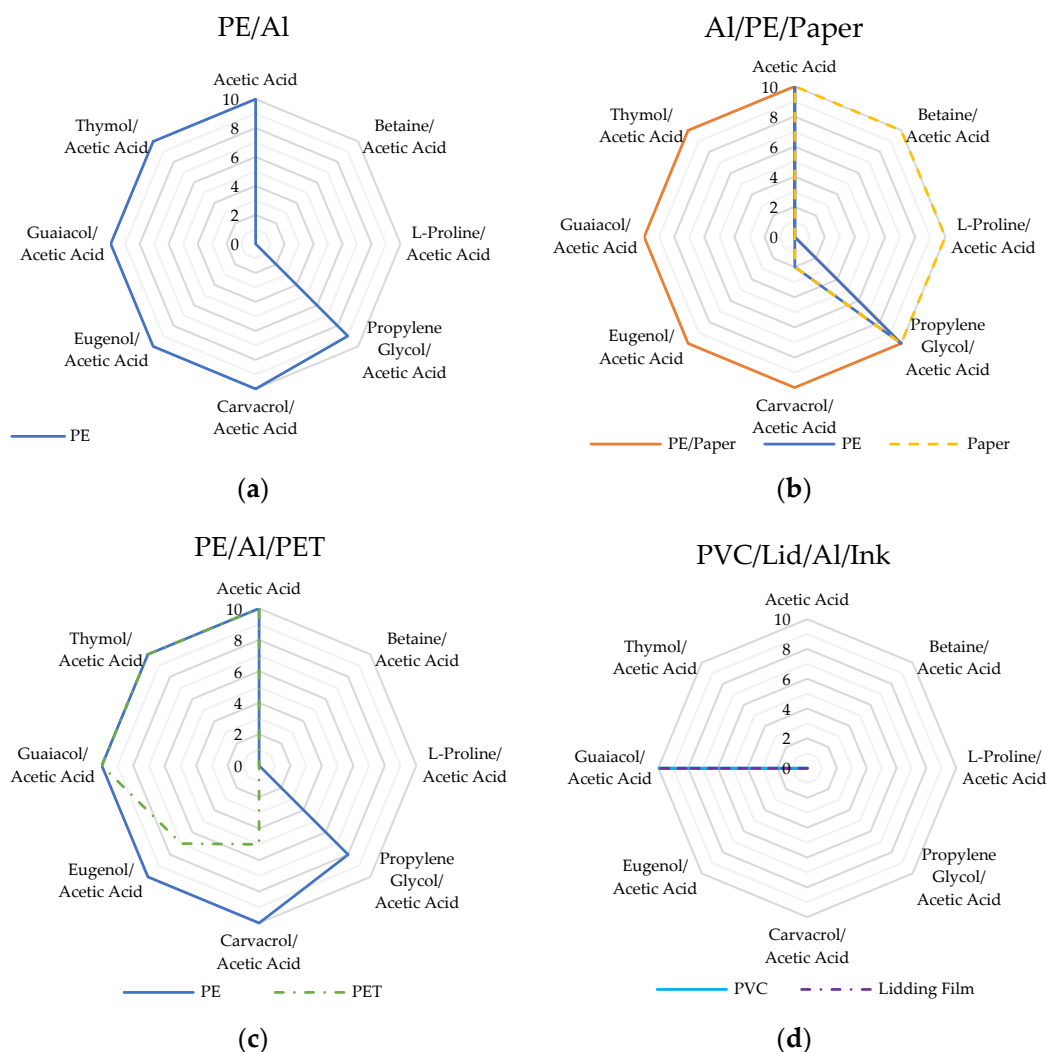 PE/Al
Acetic Acid
Betaine/
Acetic Acid
L-Proline/
Acetic Acid
Propylene
Glycol/
Acetic Acid
Carvacrol/
Acetic Acid
Eugenol/
Acetic Acid
Guaiacol/
Acetic Acid
Thymol/
Acetic Acid
10
8
6
4
2
0
PE
(a)
Al/PE/Paper
Acetic Acid
Betaine/
Acetic Acid
L-Proline/
Acetic Acid
Propylene
Glycol/
Acetic Acid
Carvacrol/
Acetic Acid
Eugenol/
Acetic Acid
Guaiacol/
Acetic Acid
Thymol/
Acetic Acid
10
8
6
4
2
0
PE/Paper
PE
Paper
(b)
PE/Al/PET
Acetic Acid
Betaine/
Acetic Acid
L-Proline/
Acetic Acid
Propylene
Glycol/
Acetic Acid
Carvacrol/
Acetic Acid
Eugenol/
Acetic Acid
Guaiacol/
Acetic Acid
Thymol/
Acetic Acid
10
8
6
4
2
0
PE
PET
(c)
PVC/Lid/Al/Ink
Acetic Acid
Betaine/
Acetic Acid
L-Proline/
Acetic Acid
Propylene
Glycol/
Acetic Acid
Carvacrol/
Acetic Acid
Eugenol/
Acetic Acid
Guaiacol/
Acetic Acid
Thymol/
Acetic Acid
10
8
6
4
2
0
PVC
Lidding Film
(d)